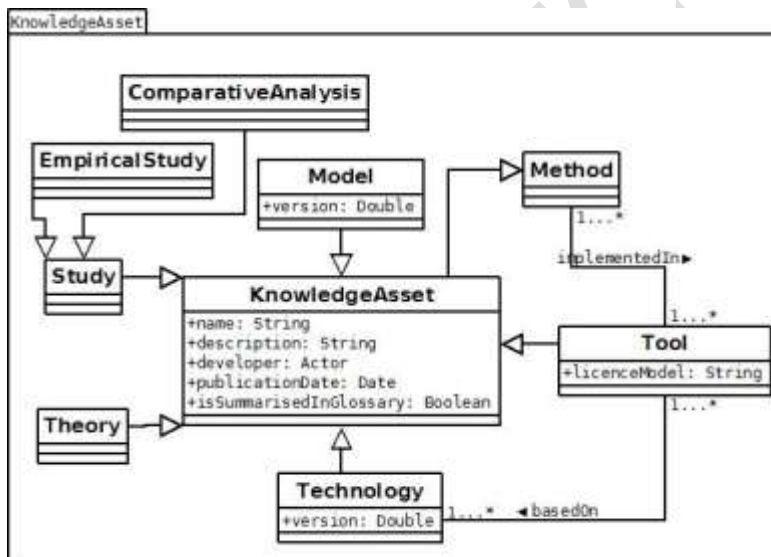 KnowledgeAsset
ComparativeAnalysis
EmpiricalStudy
Model
+version: Double
Method
1...*
implementedIn▶
Study
KnowledgeAsset
+name: String
+description: String
+developer: Actor
+publicationDate: Date
+isSummarisedInGlossary: Boolean
1...*
Tool
+licenceModel: String
1...*
Theory
Technology
+version: Double
1...* ◀basedOn